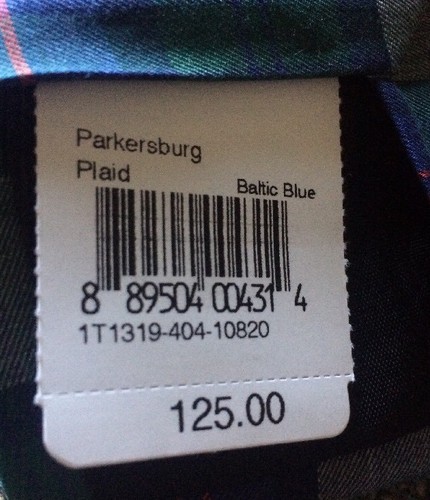 Parkersburg
Plaid
Baltic Blue
8 89504 00431 4
1T1319-404-10820
125.00